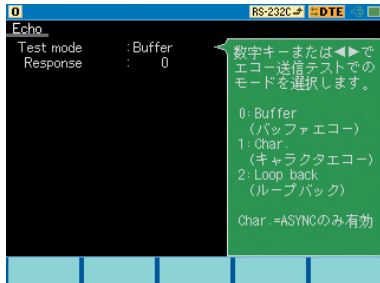 0 RS-232C DTE
Echo
Test mode :Buffer
Response : 0
数字キーまたは◀▶で
エコー送信テストでの
モードを選択します。
0:Buffer
(バッファエコー)
1:Char.
(キャラクタエコー)
2:Loop back
(ループバック)
Char.=ASYNCのみ有効